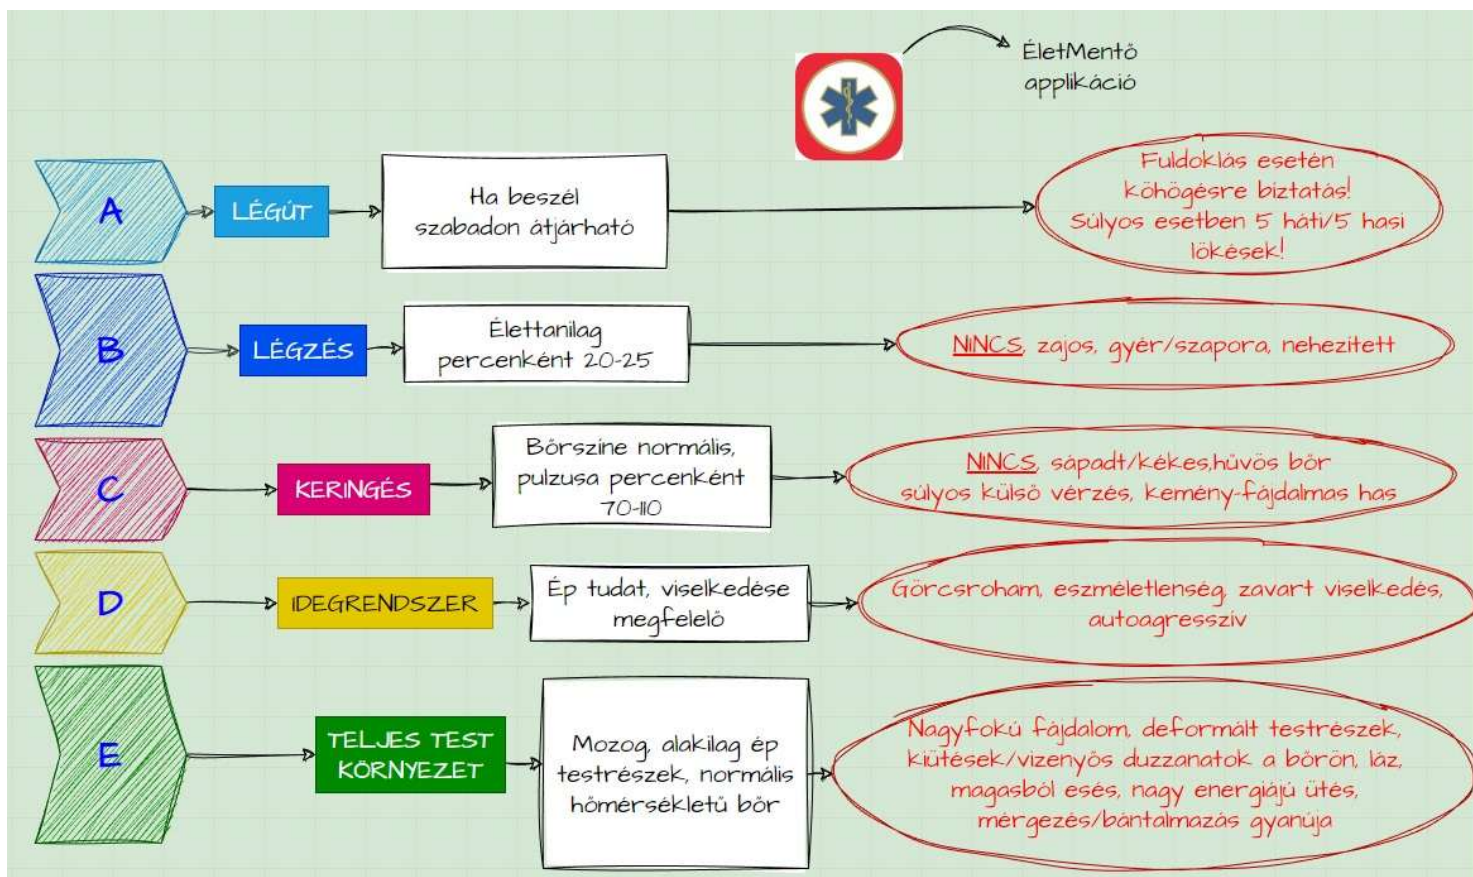 ÉletMentő
applikáció
A
LÉGÚT
Ha beszél
szabadon átjárható
Fuldoklás esetén
köhögésre biztatás!
Súlyos esetben 5 háti/5 hasi
lökések!
B
LÉGZÉS
Élettanilag
percenként 20-25
NINCS, zajos, gyér/szapora, nehezített
C
KERINGÉS
Bőrszíne normális,
pulzusa percenként
70-110
NINCS, sápadt/kékes,hűvös bőr
súlyos külső vérzés, kemény-fájdalmas has
D
IDEGRENDSZER
Ép tudat, viselkedése
megfelelő
Görcsroham, eszméletlenség, zavart viselkedés,
autoagresszív
E
TELJES TEST
KÖRNYEZET
Mozog, alakilag ép
testrészek, normális
hőmérsékletű bőr
Nagyfokú fájdalom, deformált testrészek,
kiütések/vizenyős duzzanatok a bőrön, láz,
magasból esés, nagy energiájú ütés,
mérgezés/bántalmazás gyanúja